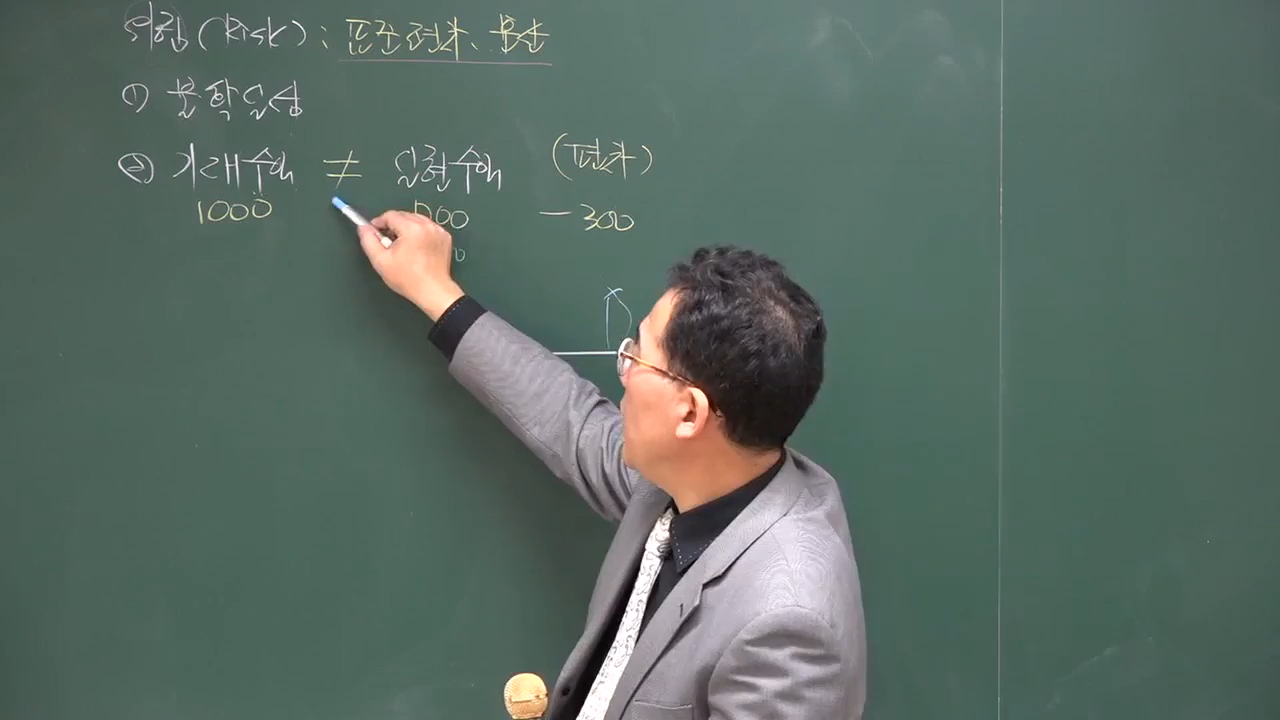 위험(Risk) : 표준편차, 분산
① 불확실성
② 기대수익 ≠ 실현수익 (편차)
1000 700 -300